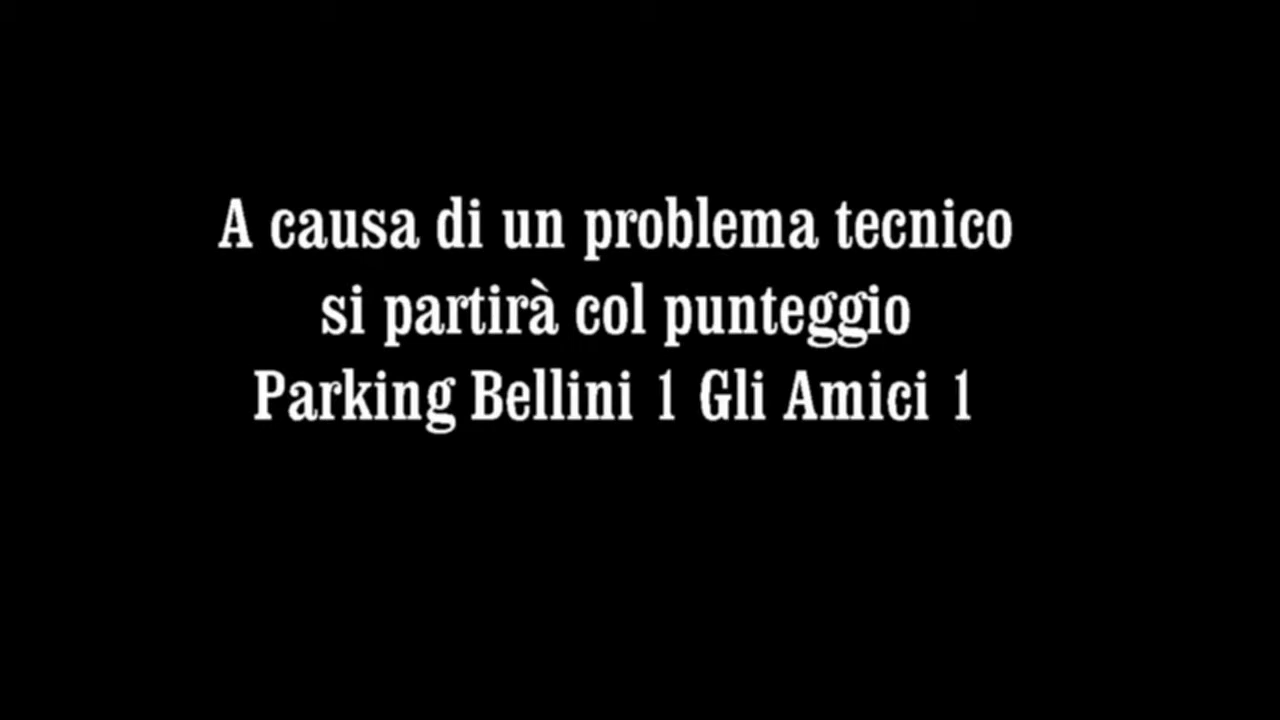 A causa di un problema tecnico
si partirà col punteggio
Parking Bellini 1 Gli Amici 1